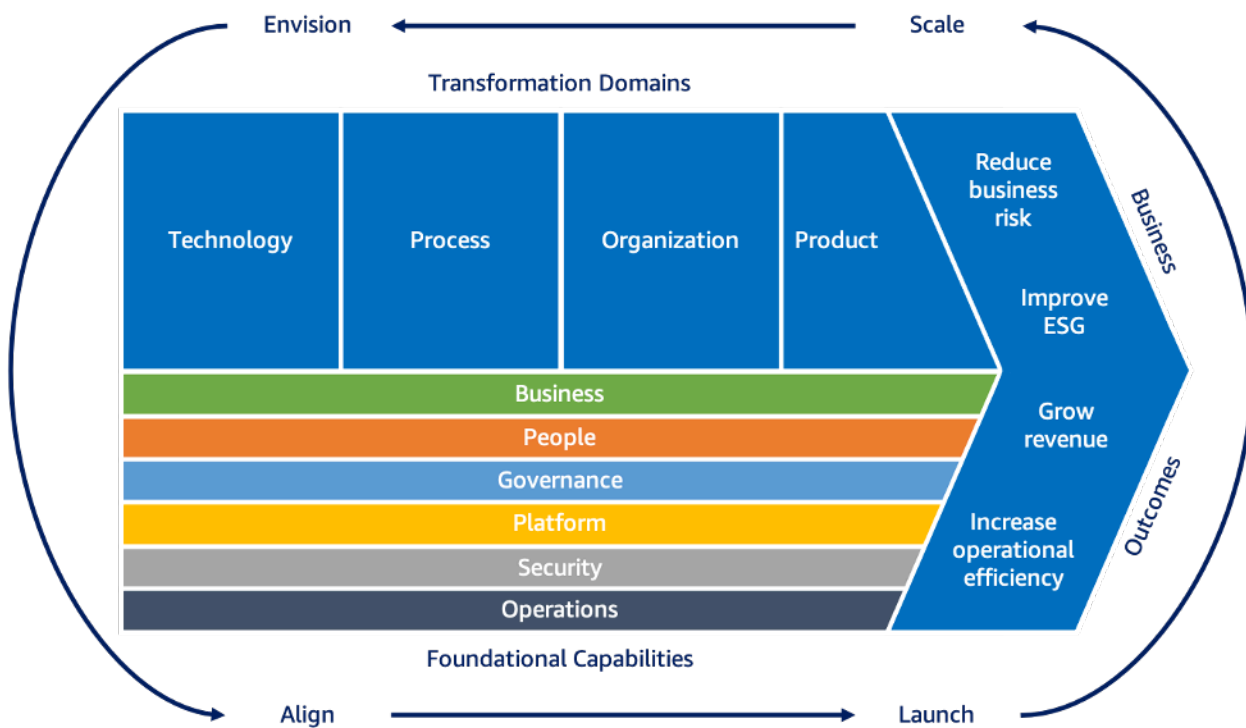 Envision
Scale
Transformation Domains
Technology
Process
Organization
Product
Reduce
business
risk
Improve
ESG
Grow
revenue
Increase
operational
efficiency
Business
Outcomes
Business
People
Governance
Platform
Security
Operations
Foundational Capabilities
Align
Launch